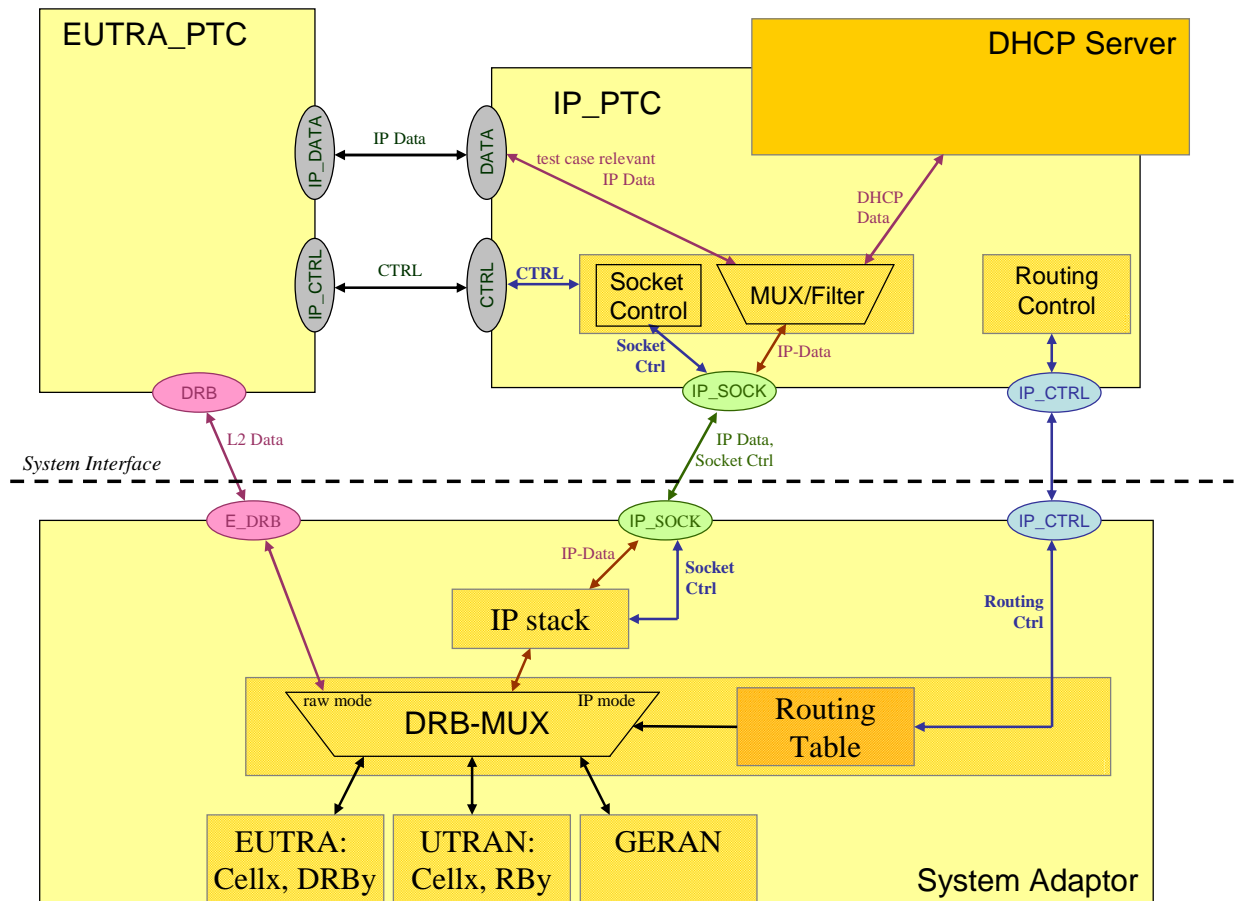 EUTRA_PTC
DHCP Server
IP_PTC
IP_DATA
IP Data
DATA
test case relevant
IP Data
DHCP
Data
IP_CTRL
CTRL
CTRL
CTRL
Socket
Control
MUX/Filter
Routing
Control
Socket
Ctrl
IP-Data
DRB
IP_SOCK
IP_CTRL
L2 Data
IP Data,
Socket Ctrl
System Interface
E_DRB
IP_SOCK
IP_CTRL
IP-Data
Socket
Ctrl
IP stack
Routing
Ctrl
raw mode
IP mode
DRB-MUX
Routing
Table
EUTRA:
Cellx, DRBy
UTRAN:
Cellx, RBy
GERAN
System Adaptor